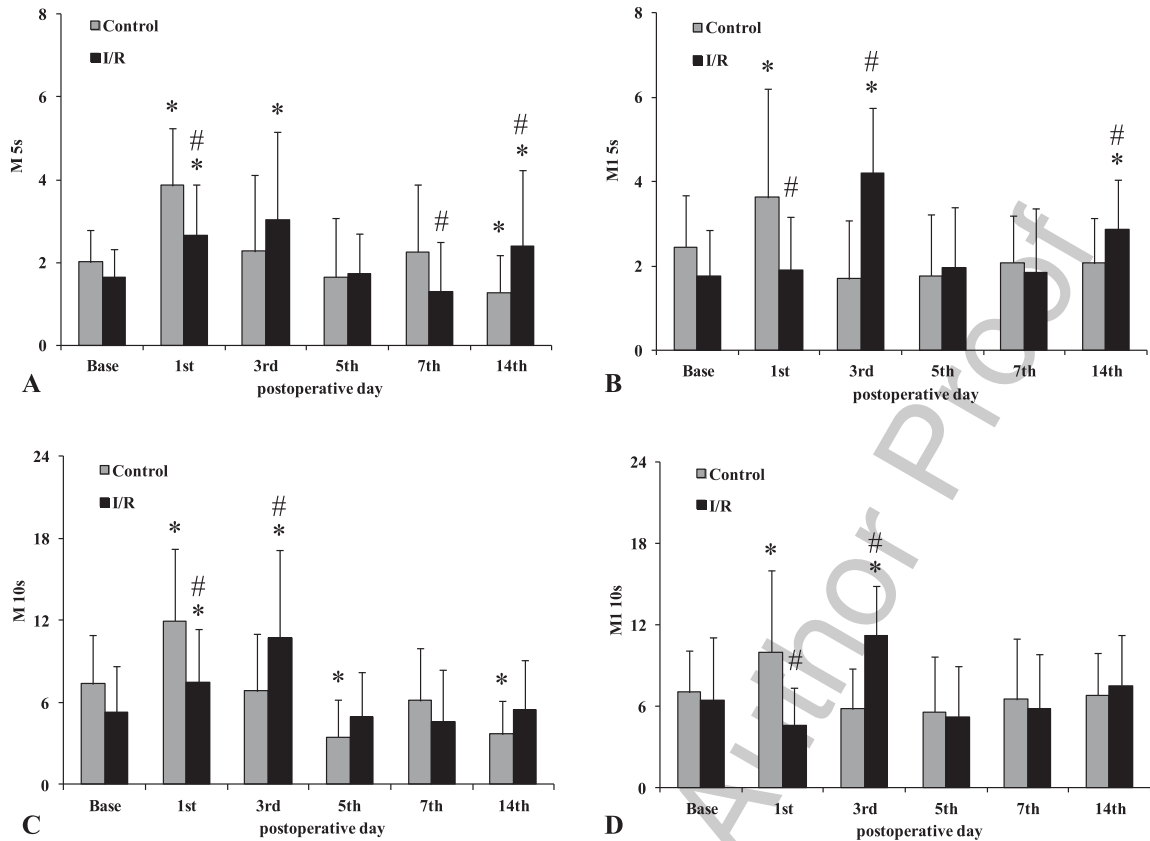 8
6
4
2
0
M 5s
Control
I/R
*
#
*
*
#
*
#
*
Base 1st 3rd 5th 7th 14th
postoperative day
A
8
6
4
2
0
M1 5s
Control
I/R
*
#
#
*
#
*
Base 1st 3rd 5th 7th 14th
postoperative day
B
24
18
12
6
0
M 10s
Control
I/R
*
#
*
#
*
*
*
Base 1st 3rd 5th 7th 14th
postoperative day
C
24
18
12
6
0
M1 10s
Control
I/R
*
#
#
*
Base 1st 3rd 5th 7th 14th
postoperative day
D
Author Proof